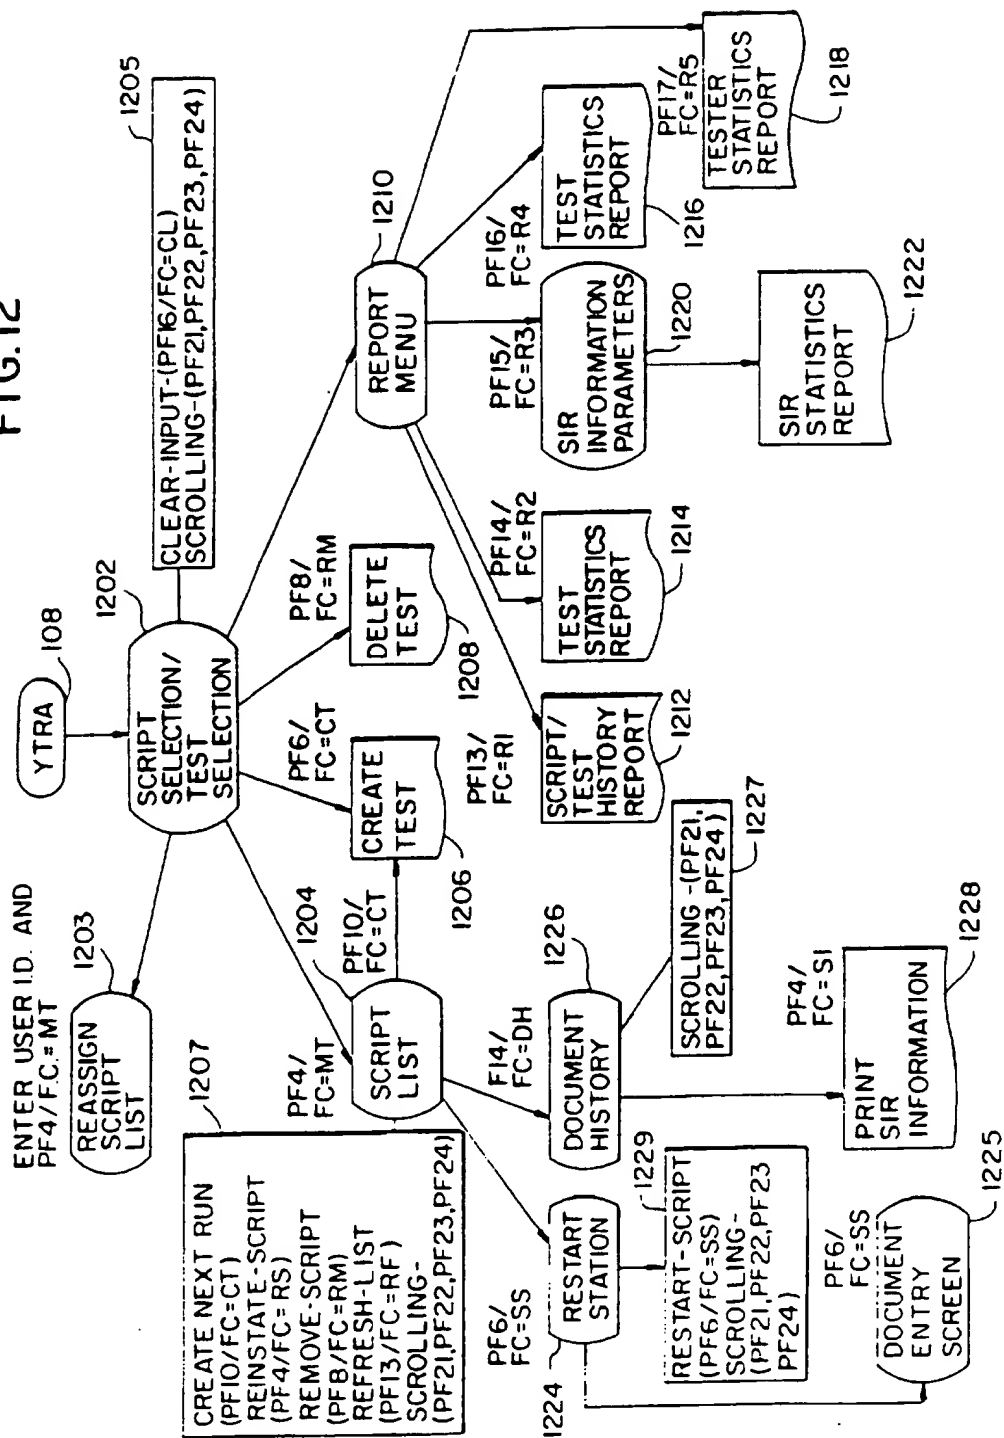 FIG.12
YTRA
108
SCRIPT
SELECTION/
TEST
SELECTION
1202
CLEAR-INPUT-(PF16/FC=CL)
SCROLLING-(PF21,PF22,PF23,PF24)
1205
ENTER USER I.D. AND
PF4/F.C.=MT
REASSIGN
SCRIPT
LIST
1203
CREATE NEXT RUN
(PF10/FC=CT)
REINSTATE-SCRIPT
(PF4/FC=RS)
REMOVE-SCRIPT
(PF8/FC=RM)
REFRESH-LIST
(PF13/FC=RF)
SCROLLING-
(PF21,PF22,PF23,PF24)
1207
PF4/
FC=MT
SCRIPT
LIST
1204
PF10/
FC=CT
PF6/
FC=CT
CREATE
TEST
1206
PF8/
FC=RM
DELETE
TEST
1208
REPORT
MENU
1210
PF13/
FC=R1
SCRIPT/
TEST
HISTORY
REPORT
1212
PF14/
FC=R2
TEST
STATISTICS
REPORT
1214
PF15/
FC=R3
SIR
INFORMATION
PARAMETERS
1220
SIR
STATISTICS
REPORT
1222
PF16/
FC=R4
TEST
STATISTICS
REPORT
1216
PF17/
FC=R5
TESTER
STATISTICS
REPORT
1218
PF6/
FC=SS
RESTART
STATION
1224
RESTART-SCRIPT
(PF6/FC=SS)
SCROLLING-
(PF21,PF22,PF23
PF24)
1229
F14/
FC=DH
DOCUMENT
HISTORY
1226
SCROLLING-(PF21,
PF22,PF23,PF24)
1227
PF4/
FC=S1
PRINT
SIR
INFORMATION
1228
PF6/
FC=SS
DOCUMENT
ENTRY
SCREEN
1225